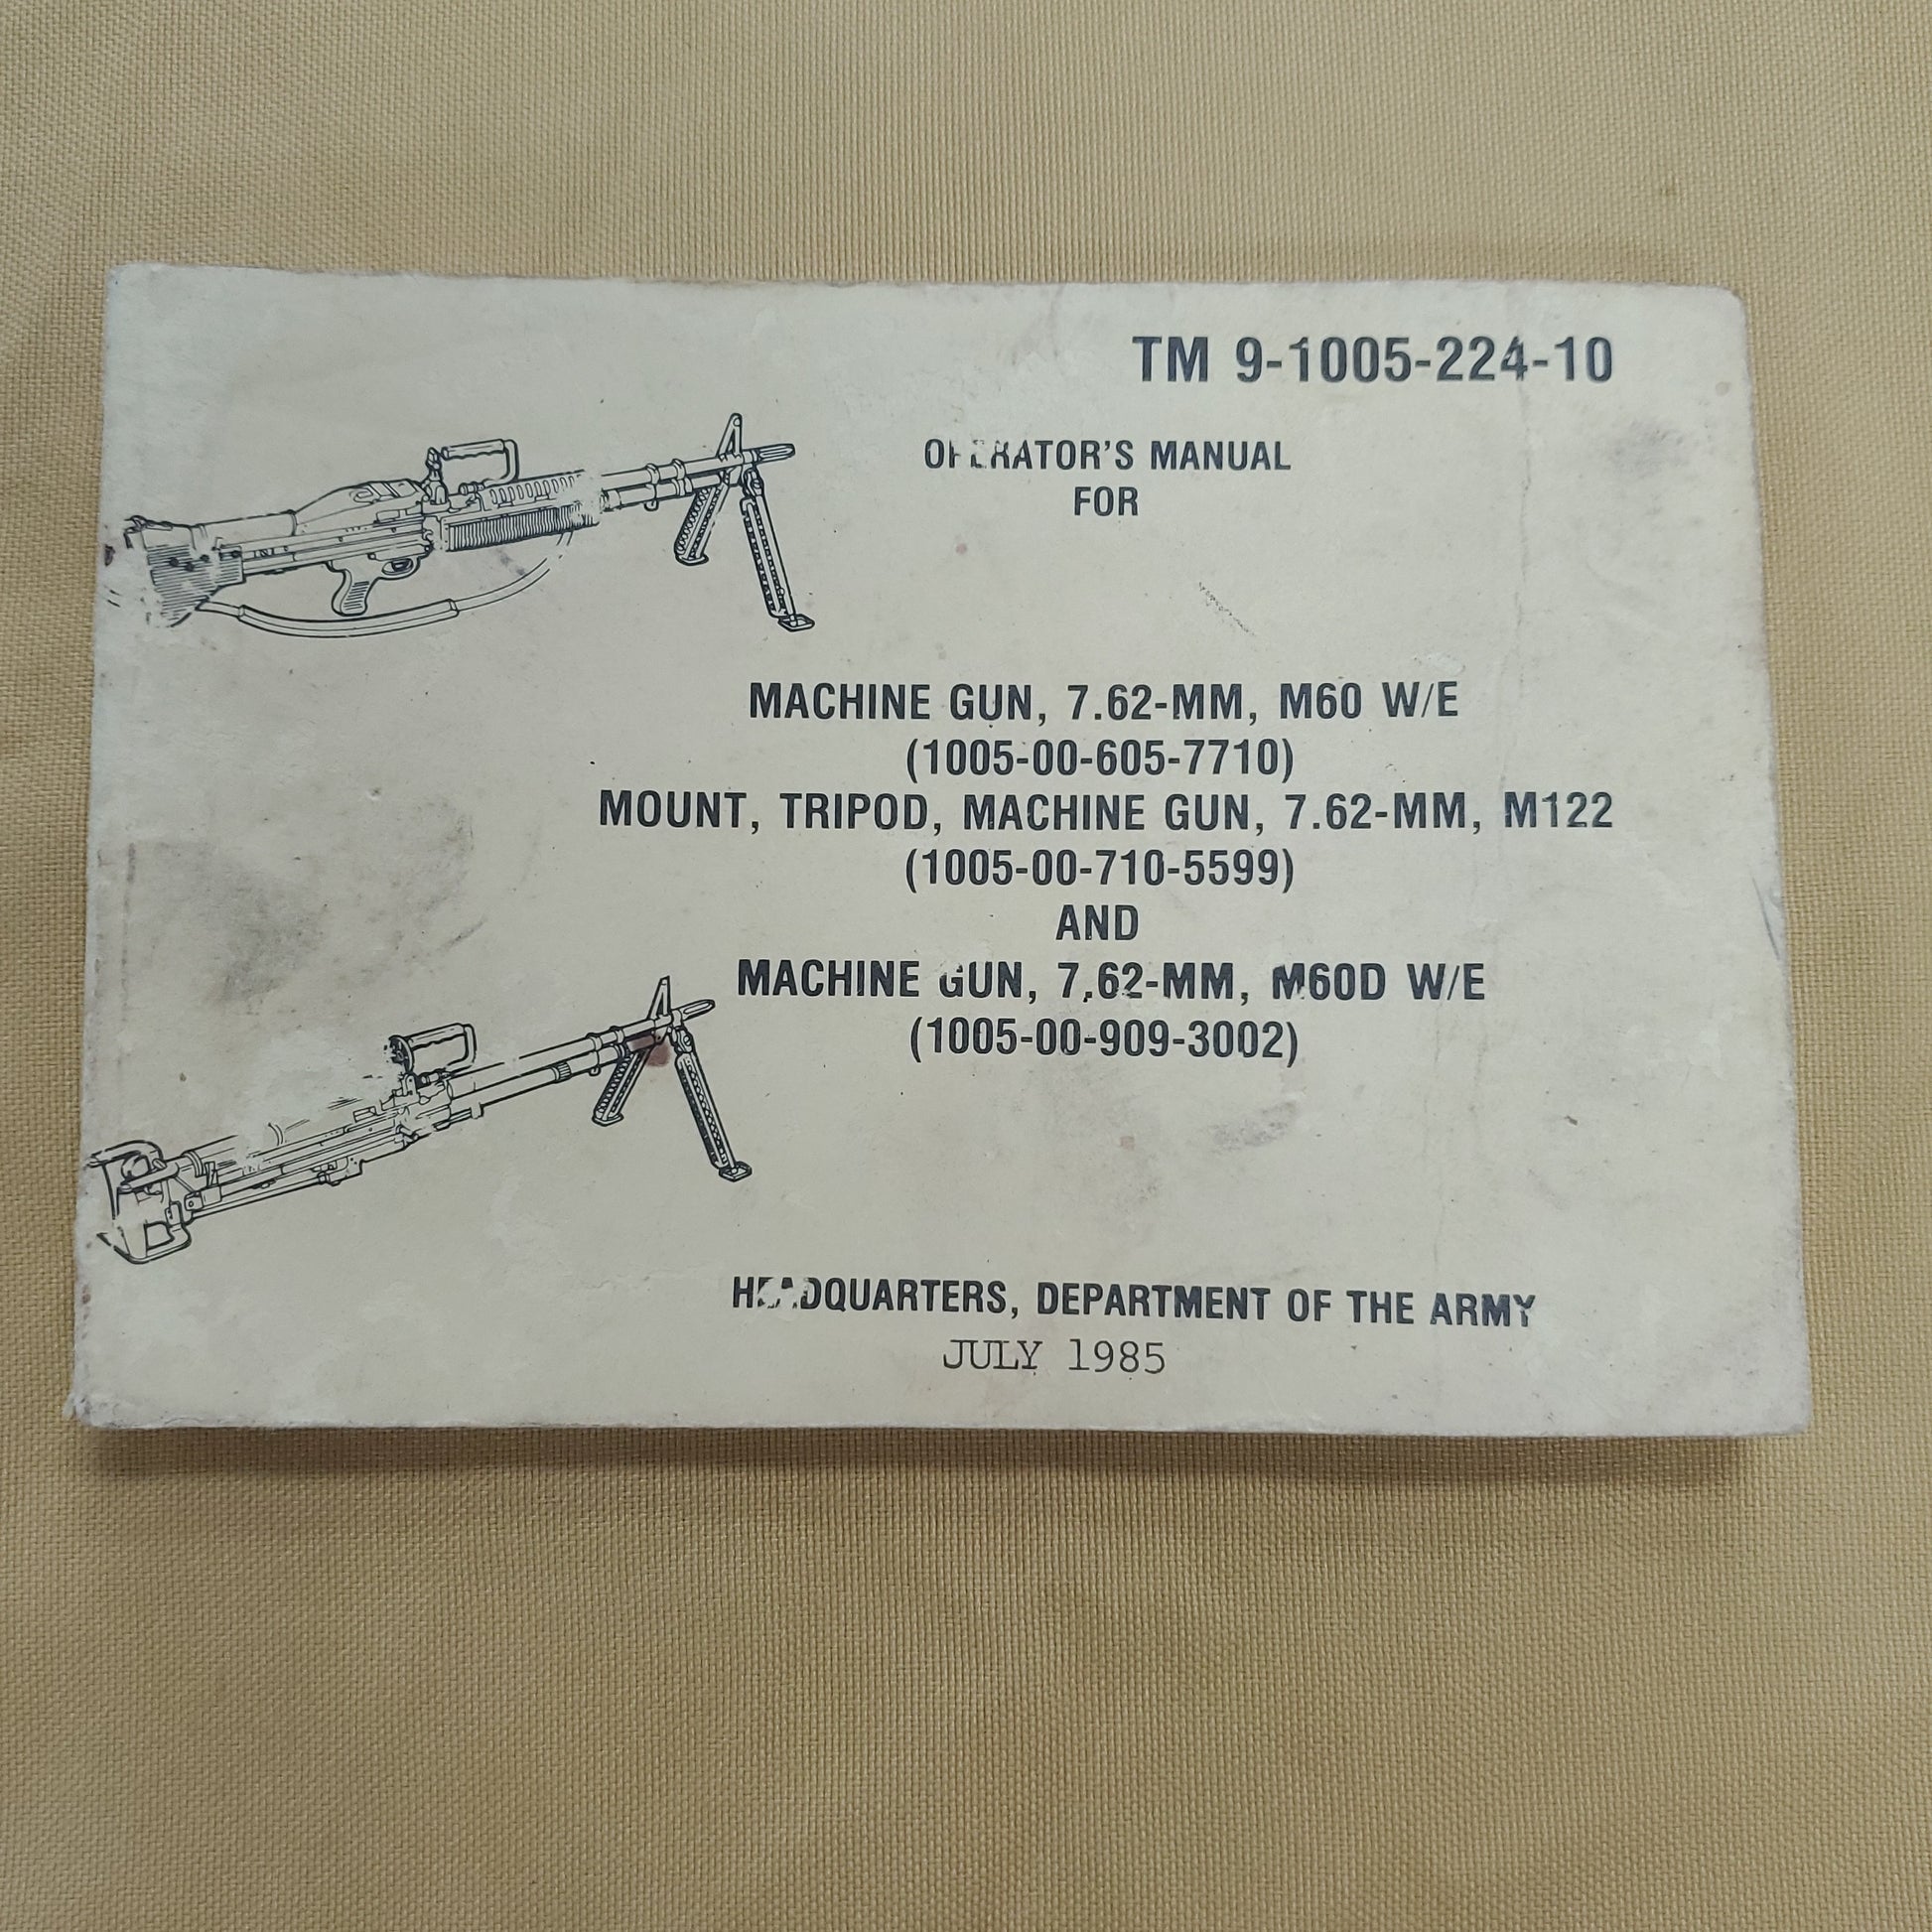 TM 9-1005-224-10
OPERATOR'S MANUAL
FOR
MACHINE GUN, 7.62-MM, M60 W/E
(1005-00-605-7710)
MOUNT, TRIPOD, MACHINE GUN, 7.62-MM, M122
(1005-00-710-5599)
AND
MACHINE GUN, 7.62-MM, M60D W/E
(1005-00-909-3002)
HEADQUARTERS, DEPARTMENT OF THE ARMY
JULY 1985